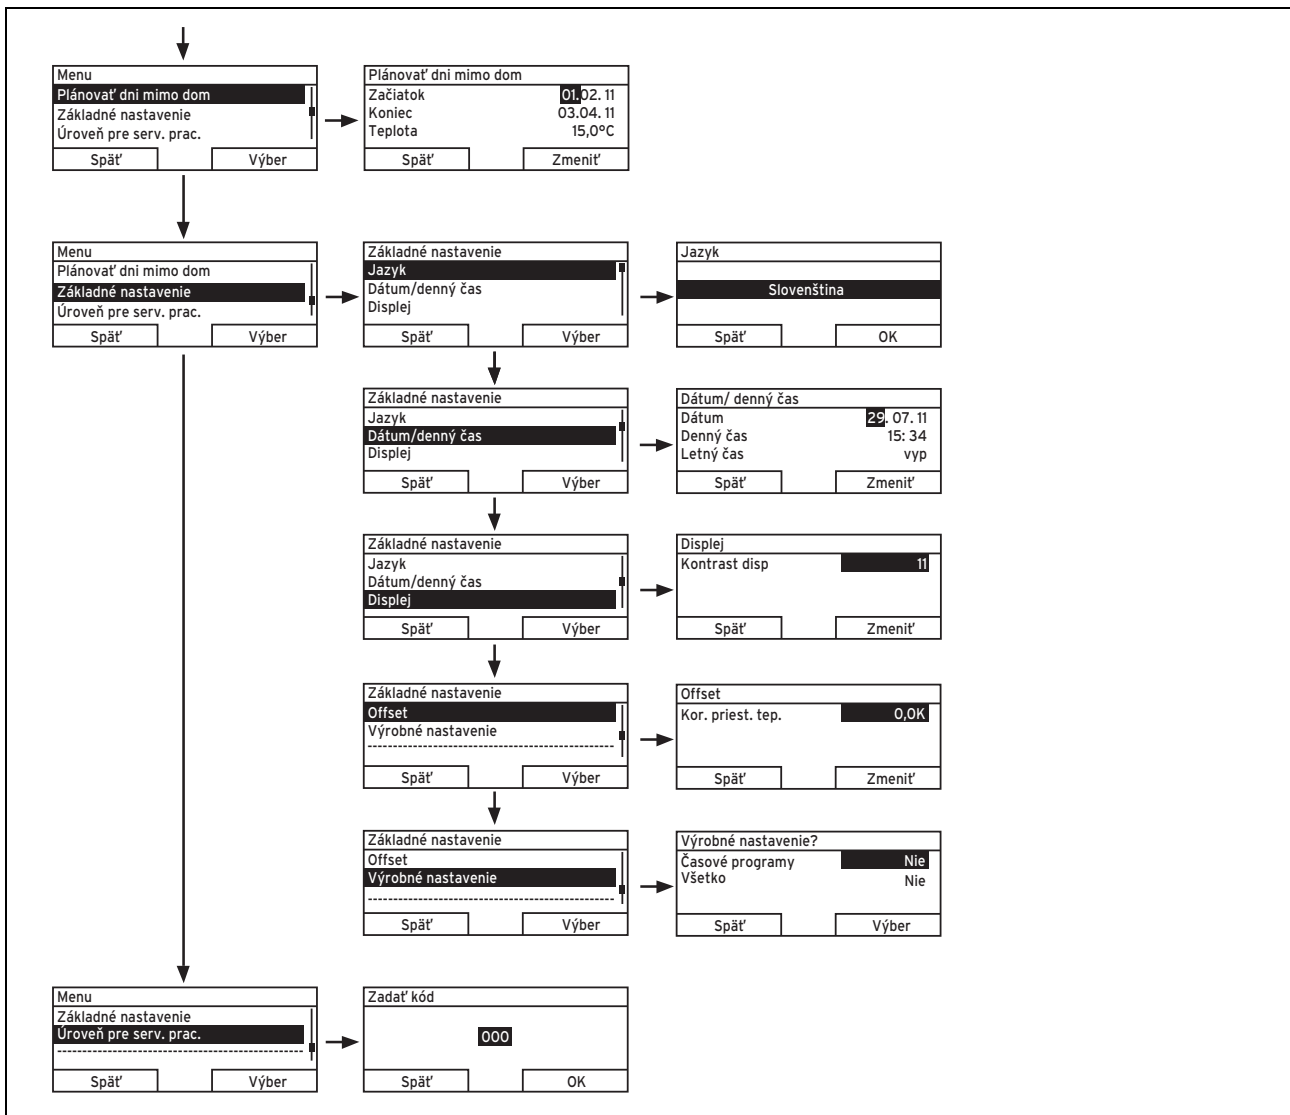 Menu
Plánovať dni mimo dom
Základné nastavenie
Úroveň pre serv. prac.
Späť Výber
Plánovať dni mimo dom
Začiatok 01.02. 11
Koniec 03.04. 11
Teplota 15,0°C
Späť Zmeniť
Menu
Plánovať dni mimo dom
Základné nastavenie
Úroveň pre serv. prac.
Späť Výber
Základné nastavenie
Jazyk
Dátum/denný čas
Displej
Späť Výber
Jazyk
Slovenština
Späť OK
Základné nastavenie
Jazyk
Dátum/denný čas
Displej
Späť Výber
Dátum/ denný čas
Dátum 29. 07. 11
Denný čas 15: 34
Letný čas vyp
Späť Zmeniť
Základné nastavenie
Jazyk
Dátum/denný čas
Displej
Späť Výber
Displej
Kontrast disp 11
Späť Zmeniť
Základné nastavenie
Offset
Výrobné nastavenie
Späť Výber
Offset
Kor. priest. tep. 0,0K
Späť Zmeniť
Základné nastavenie
Offset
Výrobné nastavenie
Späť Výber
Výrobné nastavenie?
Časové programy Nie
Všetko Nie
Späť Výber
Menu
Základné nastavenie
Úroveň pre serv. prac.
Späť Výber
Zadať kód
000
Späť OK